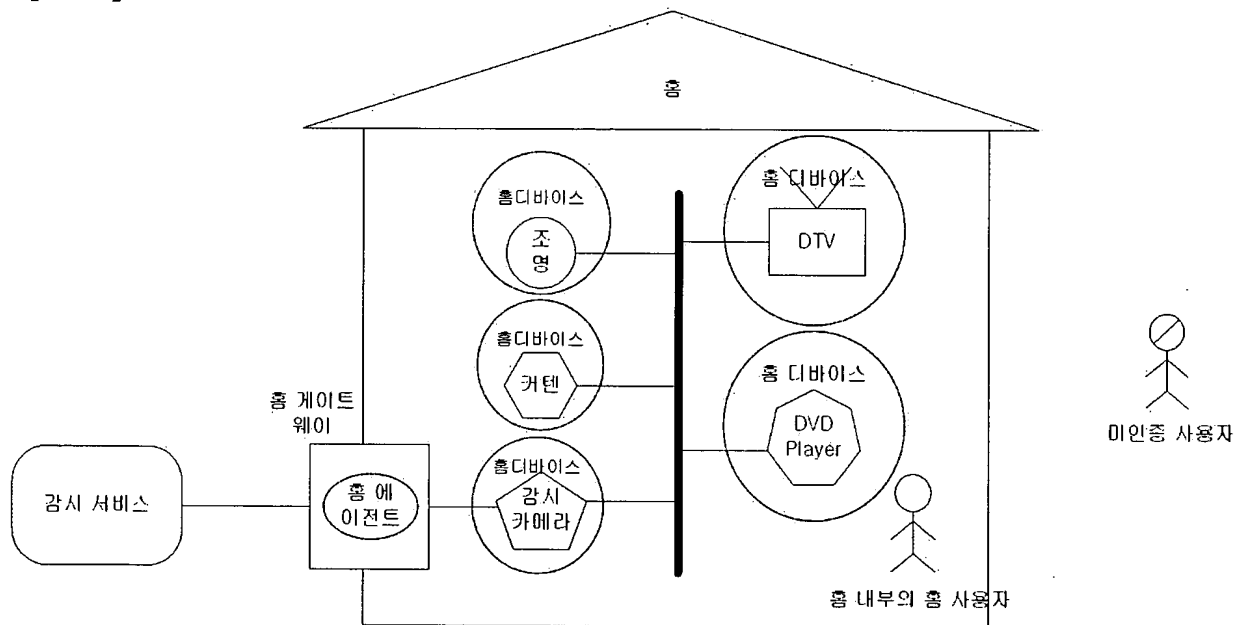 홈
홈디바이스
조
명
홈 디바이스
DTV
홈디바이스
커텐
홈 디바이스
DVD
Player
홈 게이트
웨이
홈디바이스
감시
카메라
홈 에
이전트
감시 서비스
미인증 사용자
홈 내부의 홈 사용자